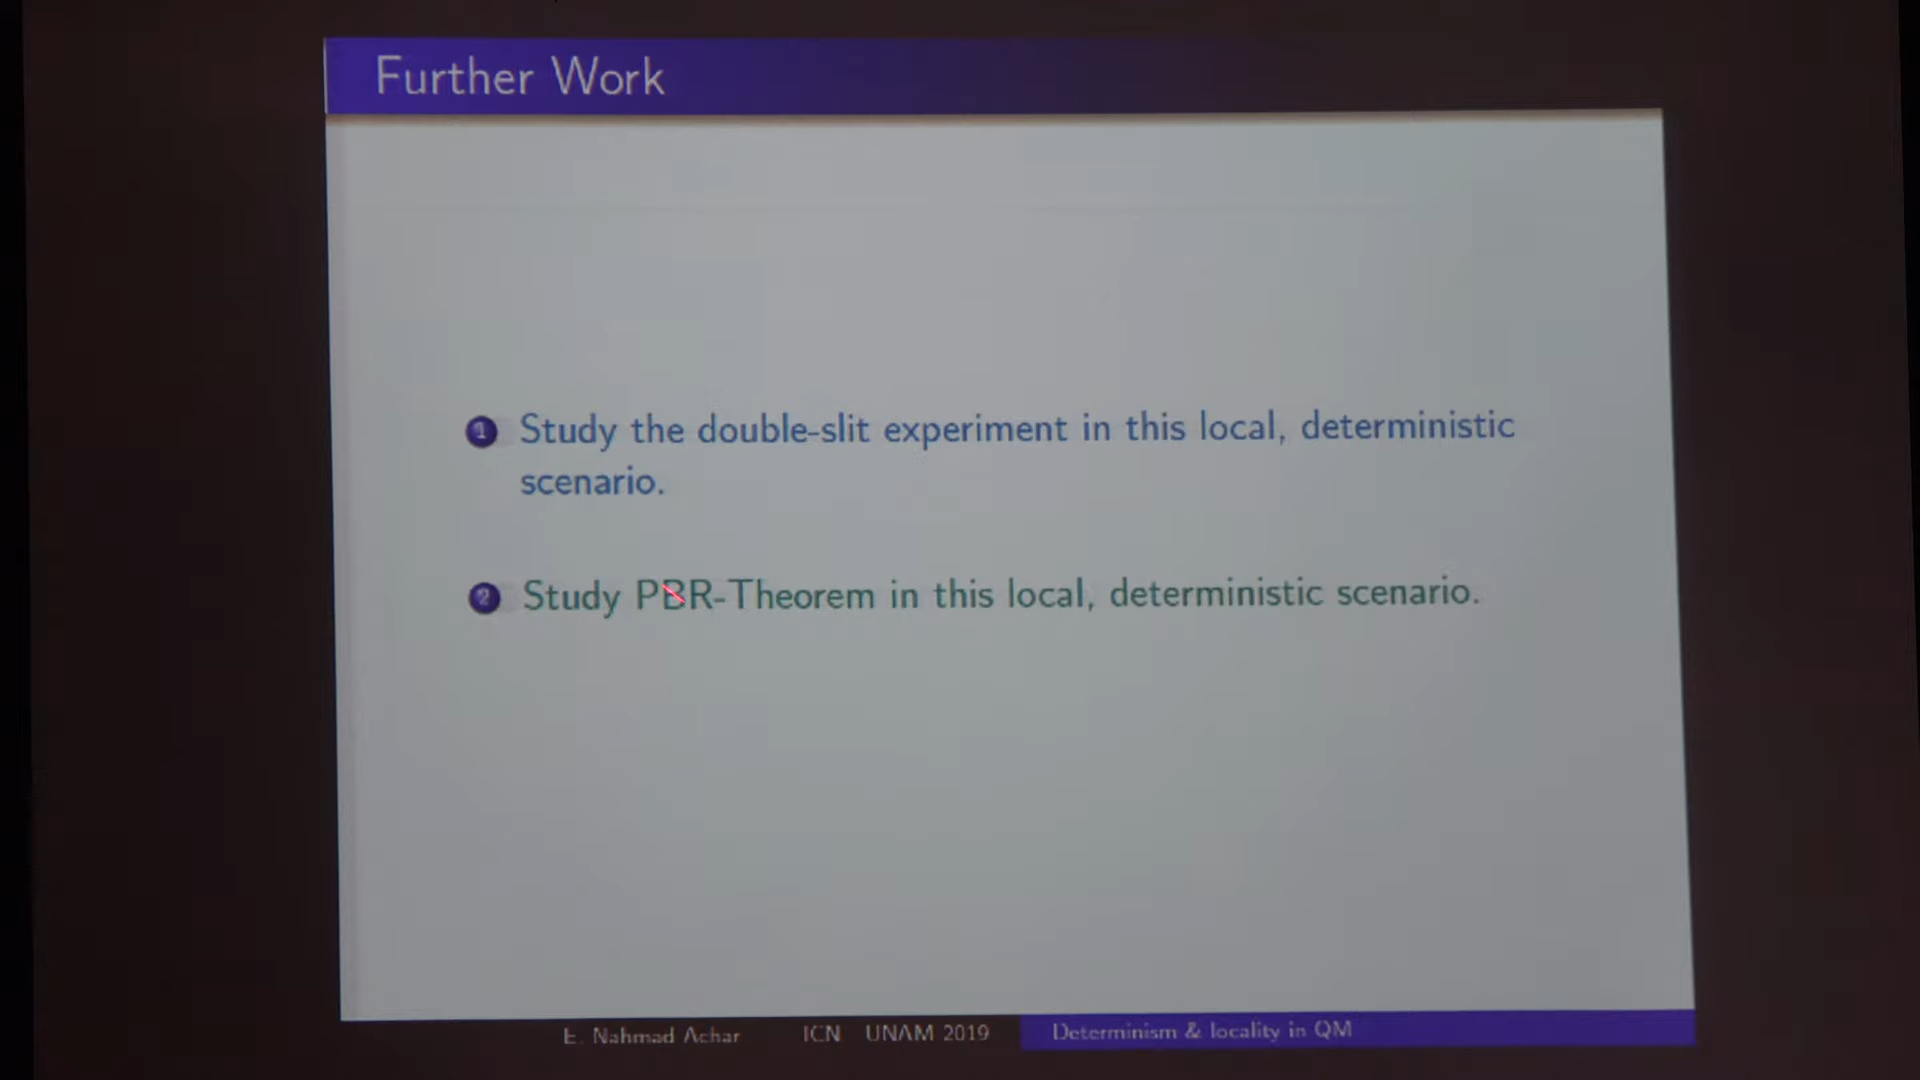 Further Work
1 Study the double-slit experiment in this local, deterministic
scenario.
2 Study PBR-Theorem in this local, deterministic scenario.
E. Nahmad Achar ICN UNAM 2019 Determinism & locality in QM